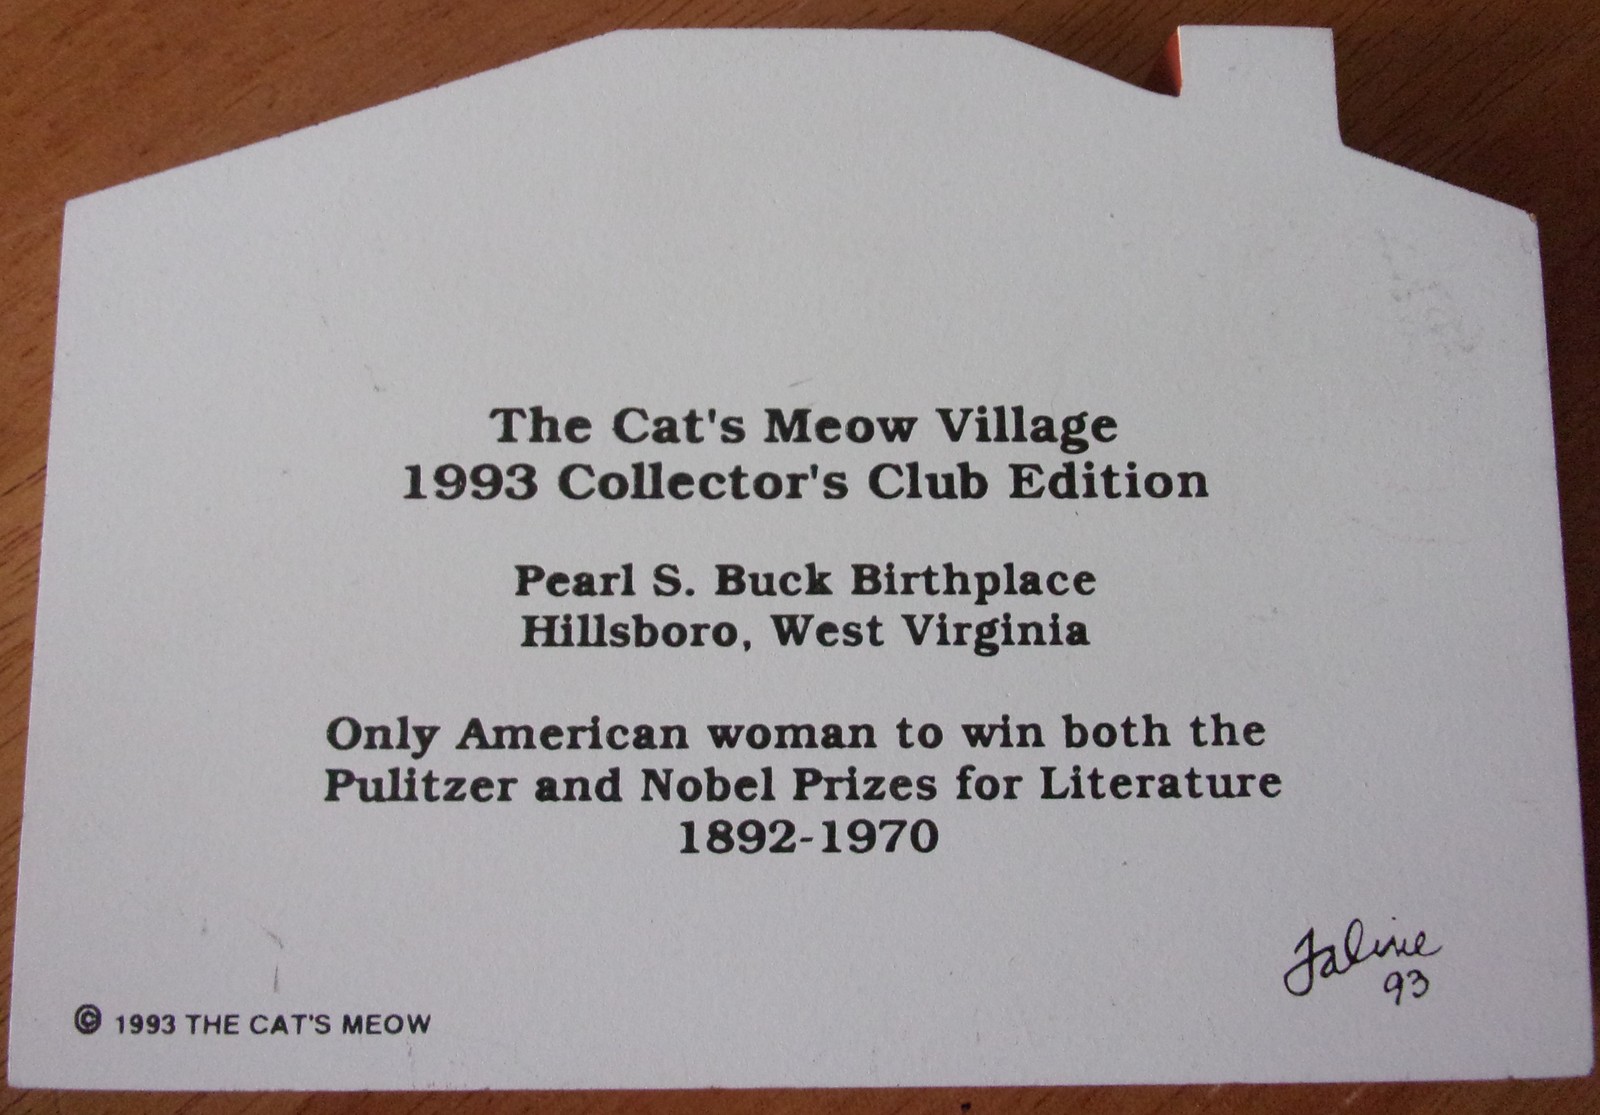 The Cat's Meow Village
1993 Collector's Club Edition
Pearl S. Buck Birthplace
Hillsboro, West Virginia
Only American woman to win both the
Pulitzer and Nobel Prizes for Literature
1892-1970
Faline
93
© 1993 THE CAT'S MEOW